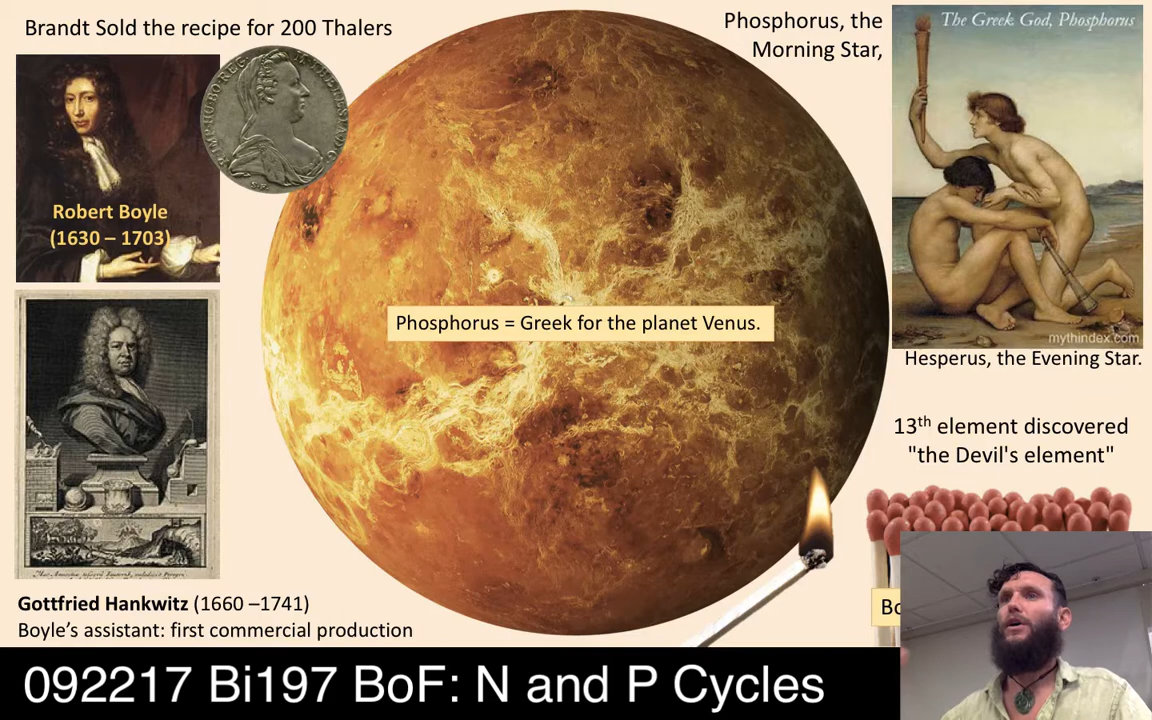 Brandt Sold the recipe for 200 Thalers
Robert Boyle
(1630 – 1703)
Gottfried Hankwitz (1660 –1741)
Boyle’s assistant: first commercial production
Phosphorus = Greek for the planet Venus.
Phosphorus, the
Morning Star,
The Greek God, Phosphorus
mythindex.com
Hesperus, the Evening Star.
13th element discovered
"the Devil's element"
092217 Bi197 BoF: N and P Cycles